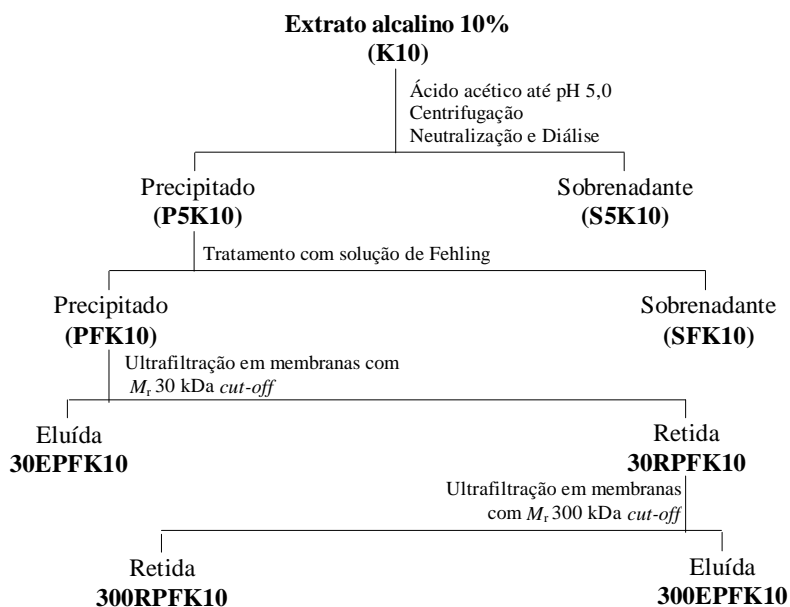 Extrato alcalino 10%
(K10)
Ácido acético até pH 5,0
Centrifugação
Neutralização e Diálise
Precipitado
(P5K10)
Sobrenadante
(S5K10)
Tratamento com solução de Fehling
Precipitado
(PFK10)
Sobrenadante
(SFK10)
Ultrafiltração em membranas com
Mr 30 kDa cut-off
Eluída
30EPFK10
Retida
30RPFK10
Ultrafiltração em membranas
com Mr 300 kDa cut-off
Retida
300RPFK10
Eluída
300EPFK10